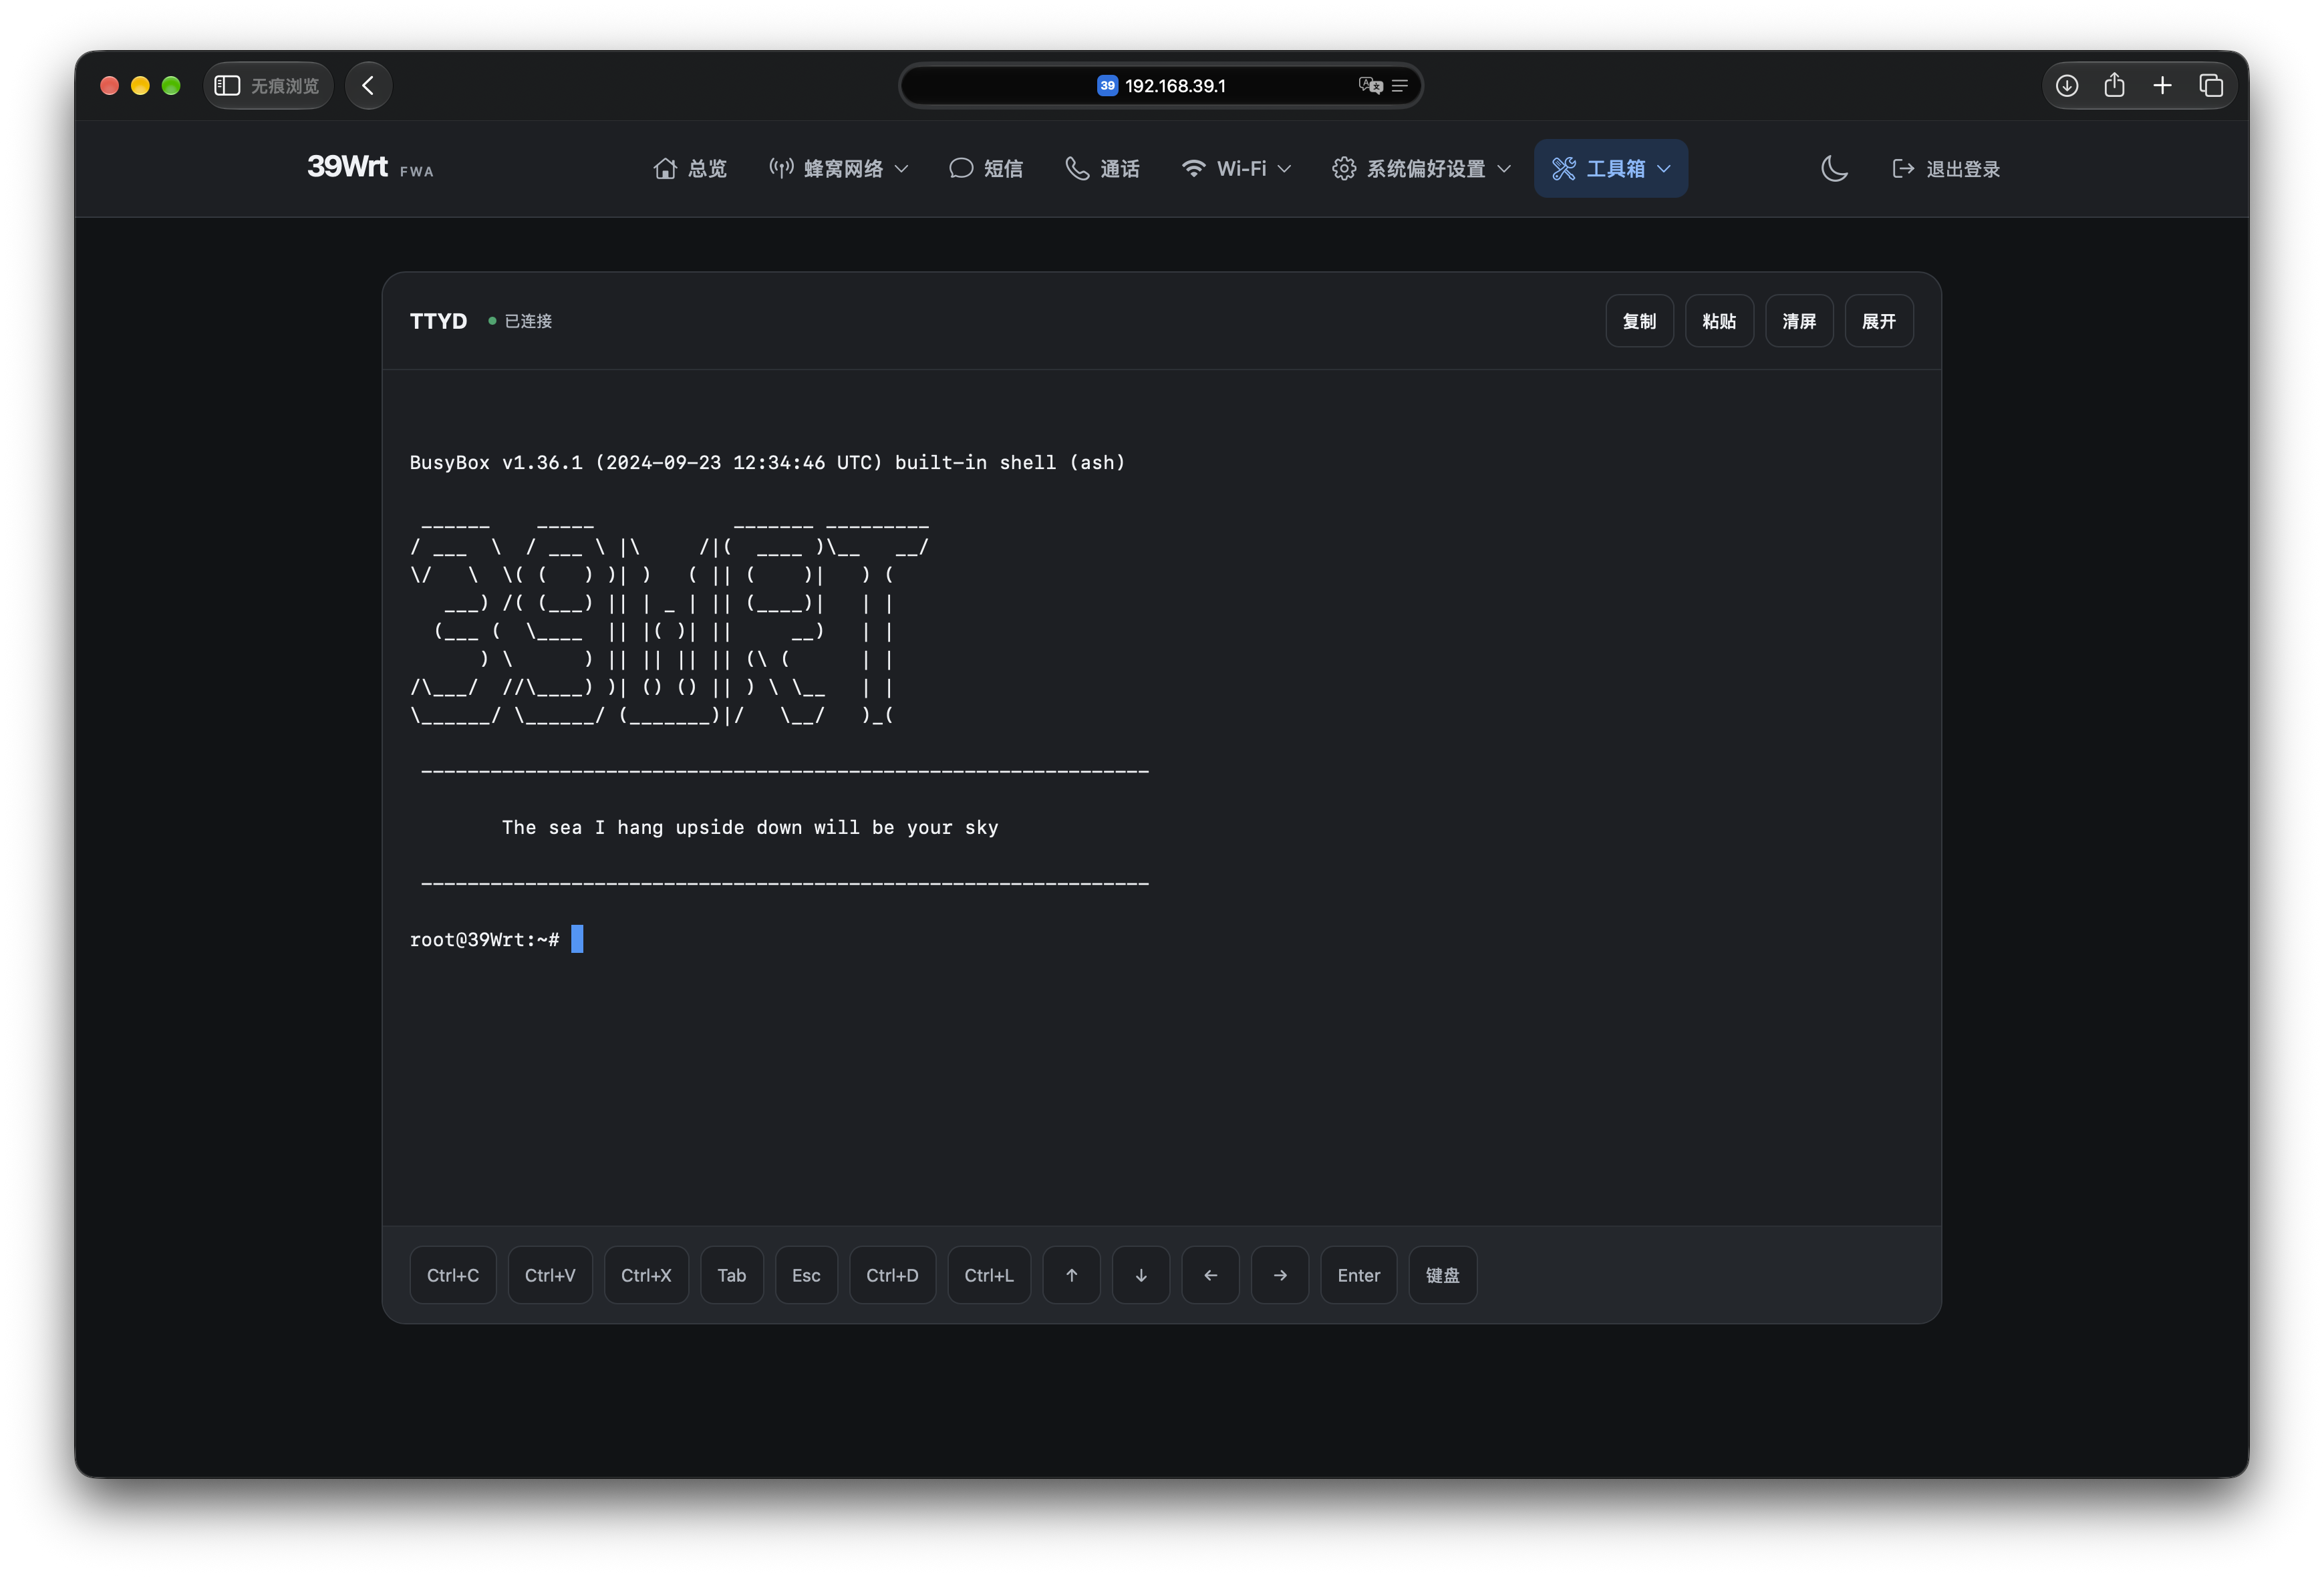 无痕浏览
39 192.168.39.1
39Wrt FWA 总览 蜂窝网络 短信 通话 Wi-Fi 系统偏好设置 工具箱 退出登录
TTYD 已连接 复制 粘贴 清屏 展开
BusyBox v1.36.1 (2024-09-23 12:34:46 UTC) built-in shell (ash)
39WRT
The sea I hang upside down will be your sky
root@39Wrt:~#
Ctrl+C Ctrl+V Ctrl+X Tab Esc Ctrl+D Ctrl+L ↑ ↓ ← → Enter 键盘